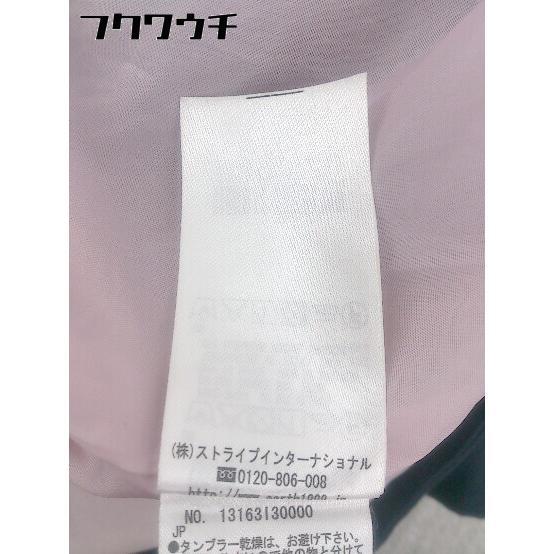 フクワウチ
(株)ストライプインターナショナル
0120-806-008
NO. 13163130000
JP
●タンブラー乾燥は、お避け下さい。